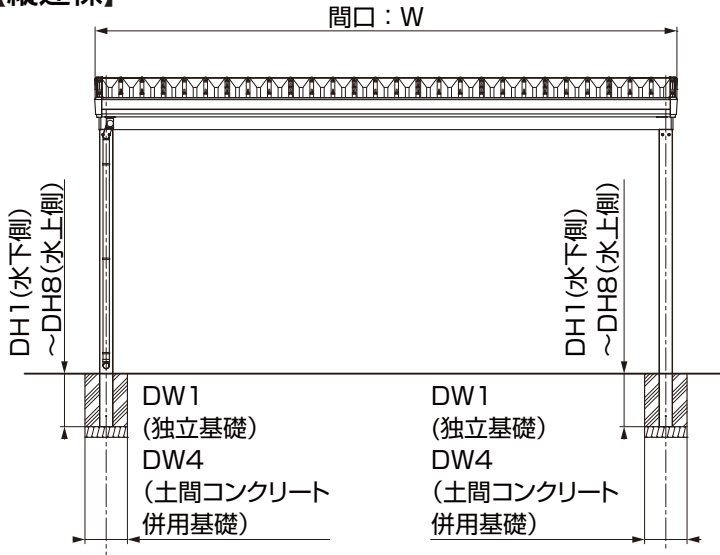 【縦連棟】
間口：W
DH1(水下側)
～DH8(水上側)
DH1(水下側)
～DH8(水上側)
DW1
(独立基礎)
DW4
(土間コンクリート
併用基礎)
DW1
(独立基礎)
DW4
(土間コンクリート
併用基礎)